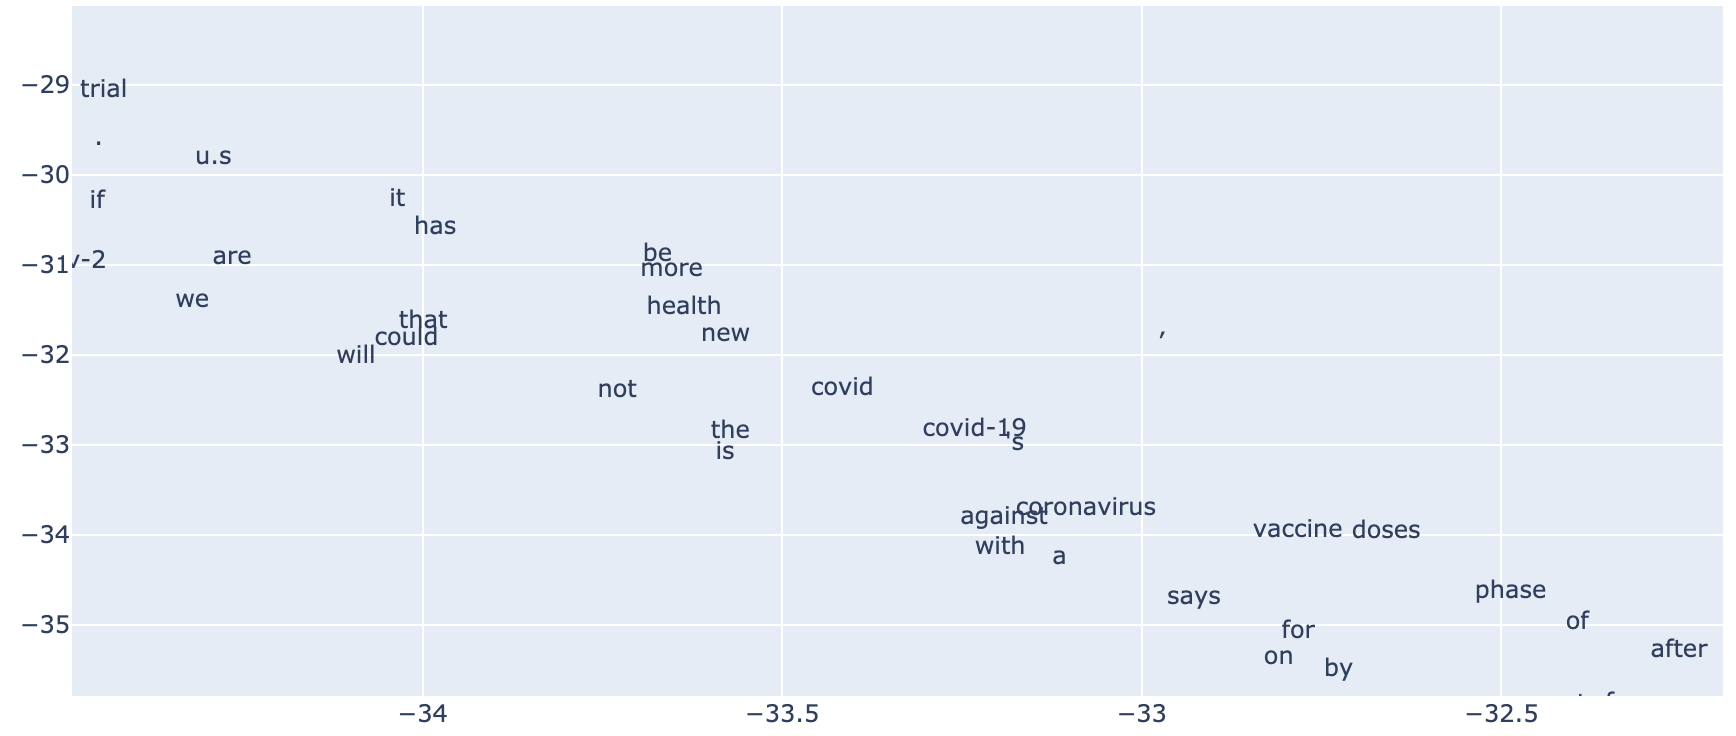 −29 trial
.
u.s
−30
if it
has
be
−31 v-2 are
more
we health
that new ,
could
−32 will
not covid
the covid-19
−33 's
is
coronavirus
against
−34 vaccine doses
with a
says phase
−35 of
for
after
on by
−34 −33.5 −33 −32.5